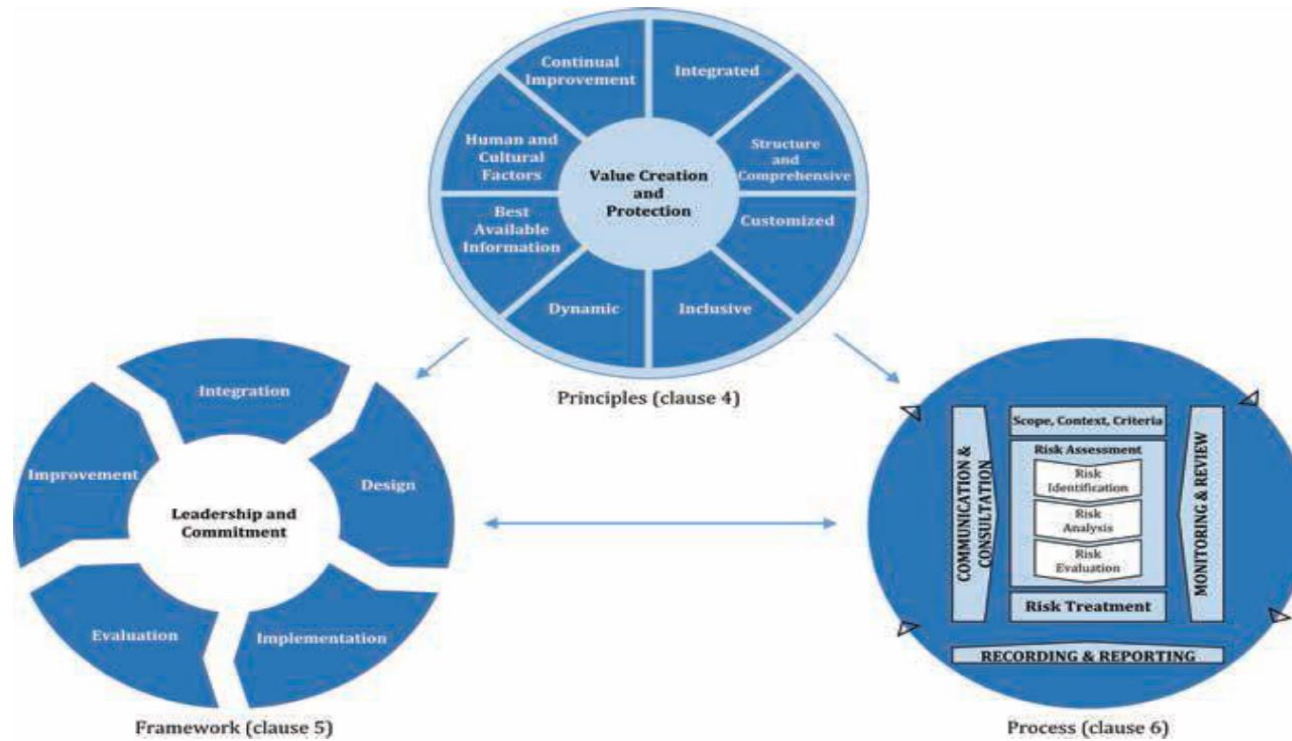 Continual
Improvement
Integrated
Human and
Cultural
Factors
Structure
and
Comprehensive
Value Creation
and
Protection
Best
Available
Information
Customized
Dynamic
Inclusive
Principles (clause 4)
Integration
Improvement
Design
Leadership and
Commitment
Evaluation
Implementation
Framework (clause 5)
COMMUNICATION &
CONSULTATION
Scope, Context, Criteria
Risk Assessment
Risk
Identification
Risk
Analysis
Risk
Evaluation
Risk Treatment
MONITORING & REVIEW
RECORDING & REPORTING
Process (clause 6)